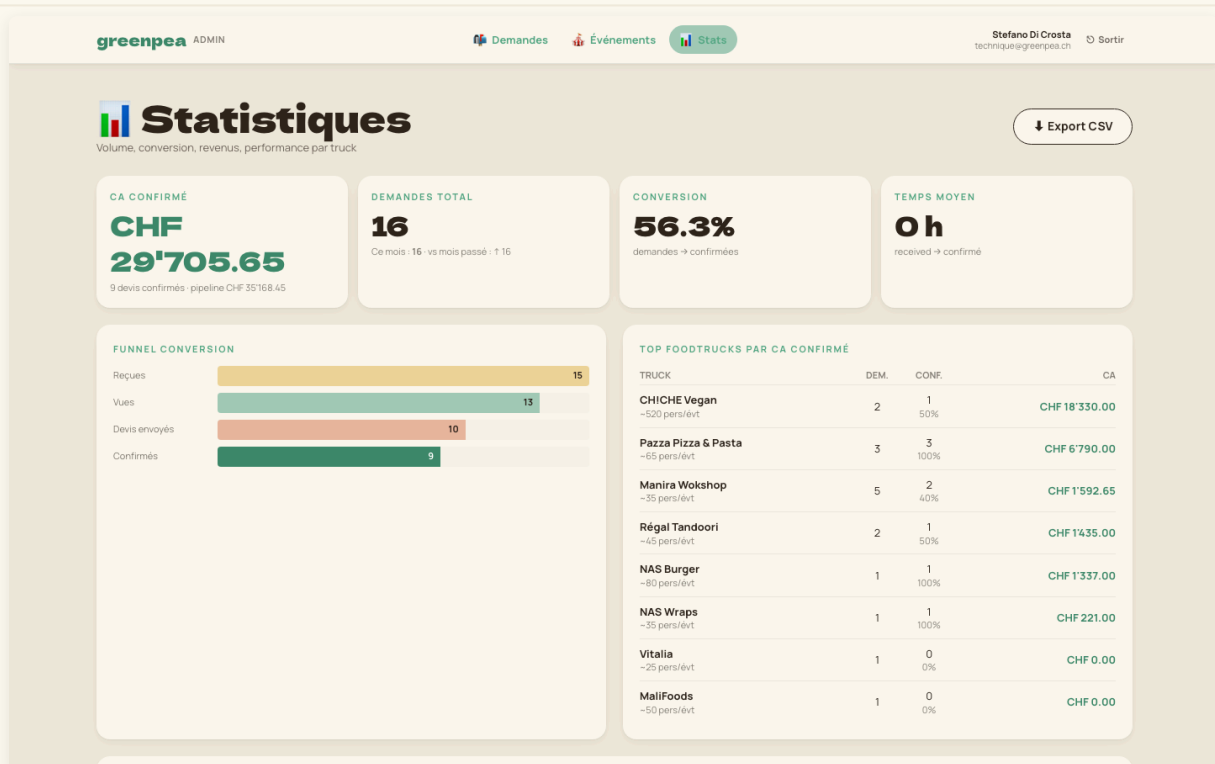 greenpea ADMIN
Demandes
Événements
Stats
Stefano Di Crosta
technique@greenpea.ch
Sortir
Statistiques
Volume, conversion, revenus, performance par truck
Export CSV
CA CONFIRMÉ
CHF
29'705.65
9 devis confirmés · pipeline CHF 35'168.45
DEMANDES TOTAL
16
Ce mois : 16 · vs mois passé : ↑ 16
CONVERSION
56.3%
demandes → confirmées
TEMPS MOYEN
0 h
received → confirmé
FUNNEL CONVERSION
Reçues 15
Vues 13
Devis envoyés 10
Confirmés 9
TOP FOODTRUCKS PAR CA CONFIRMÉ
TRUCK DEM. CONF. CA
CH!CHE Vegan 2 1 CHF 18'330.00
~520 pers/évt 50%
Pazza Pizza & Pasta 3 3 CHF 6'790.00
~65 pers/évt 100%
Manira Wokshop 5 2 CHF 1'592.65
~35 pers/évt 40%
Régal Tandoori 2 1 CHF 1'435.00
~45 pers/évt 50%
NAS Burger 1 1 CHF 1'337.00
~80 pers/évt 100%
NAS Wraps 1 1 CHF 221.00
~35 pers/évt 100%
Vitalia 1 0 CHF 0.00
~25 pers/évt 0%
MaliFoods 1 0 CHF 0.00
~50 pers/évt 0%